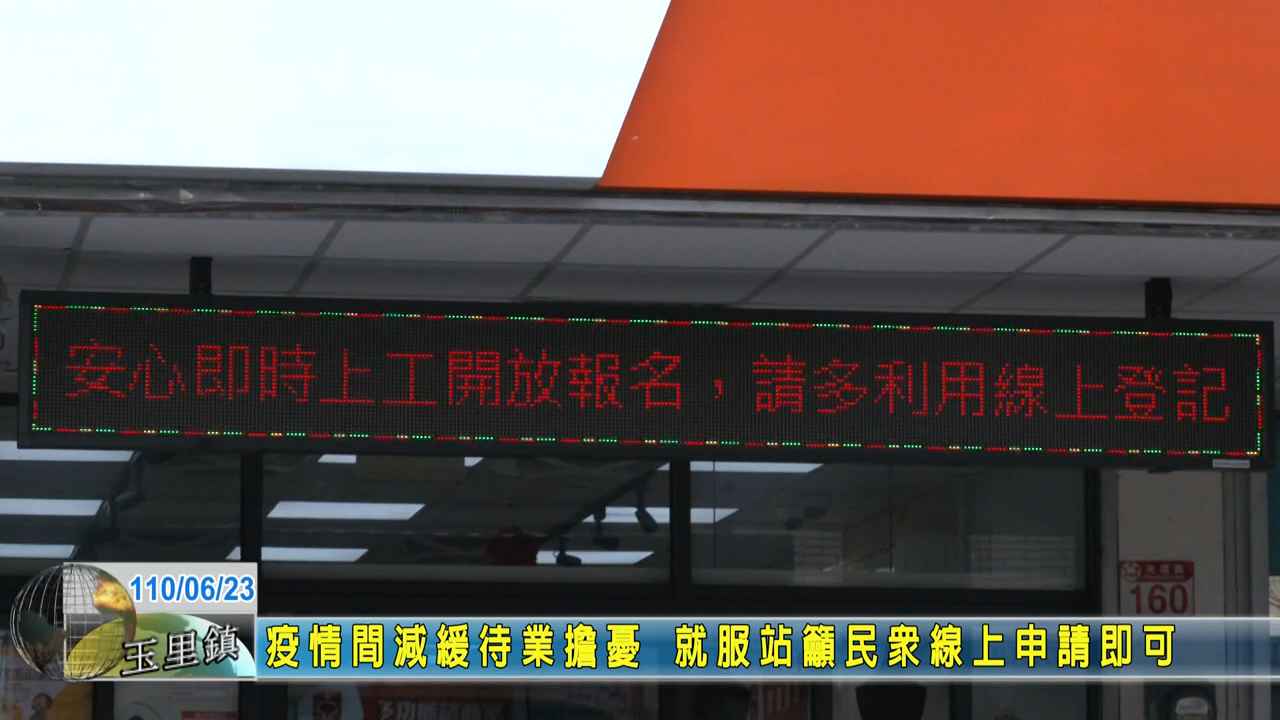 安心即時上工開放報名，請多利用線上登記
160
110/06/23
玉里鎮
疫情間減緩待業擔憂 就服站籲民眾線上申請即可